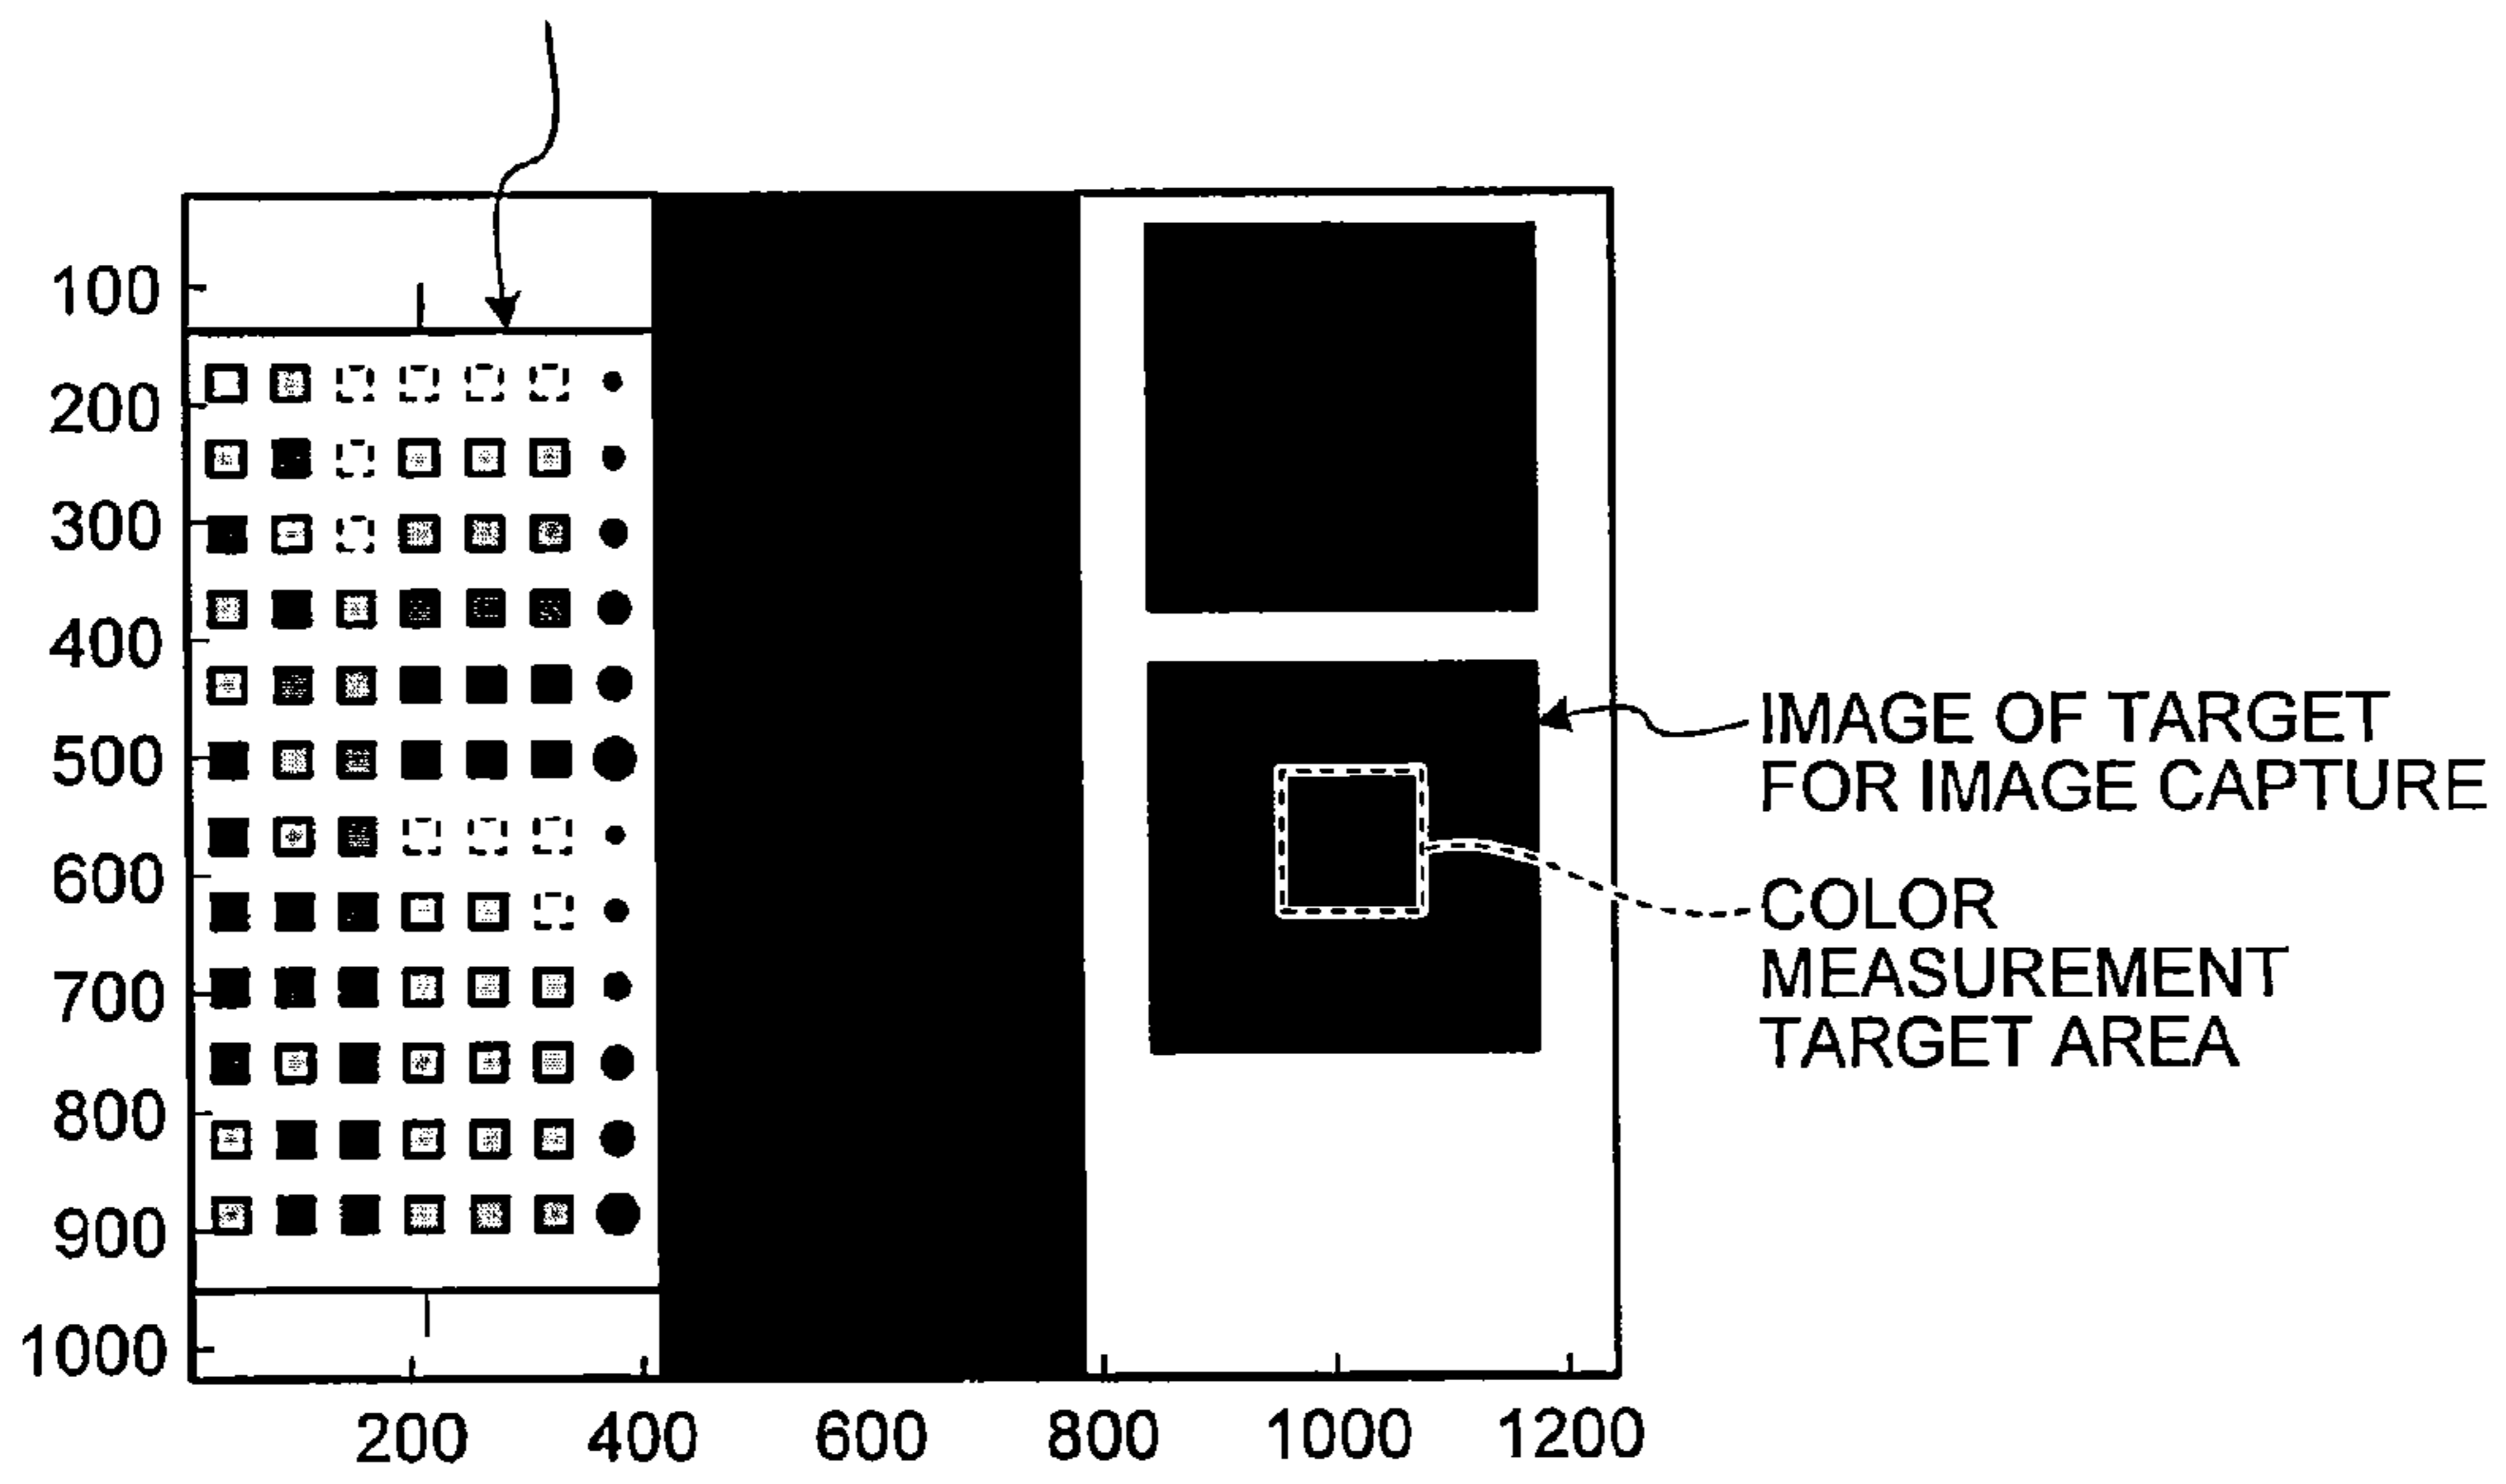 100
200
300
400
500
600
700
800
900
1000
200 400 600 800 1000 1200
IMAGE OF TARGET
FOR IMAGE CAPTURE
COLOR
MEASUREMENT
TARGET AREA